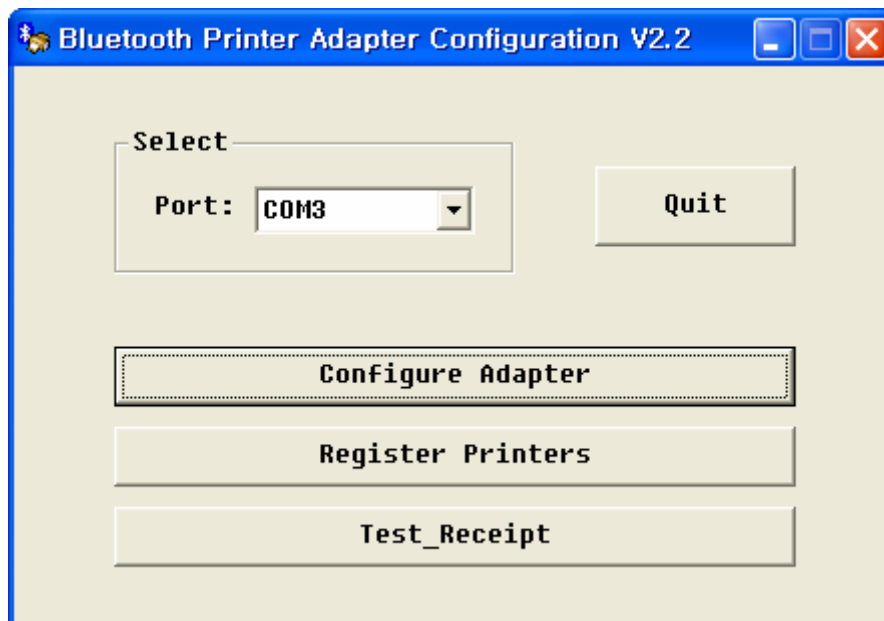 Bluetooth Printer Adapter Configuration V2.2
Select
Port: COM3
Quit
Configure Adapter
Register Printers
Test_Receipt